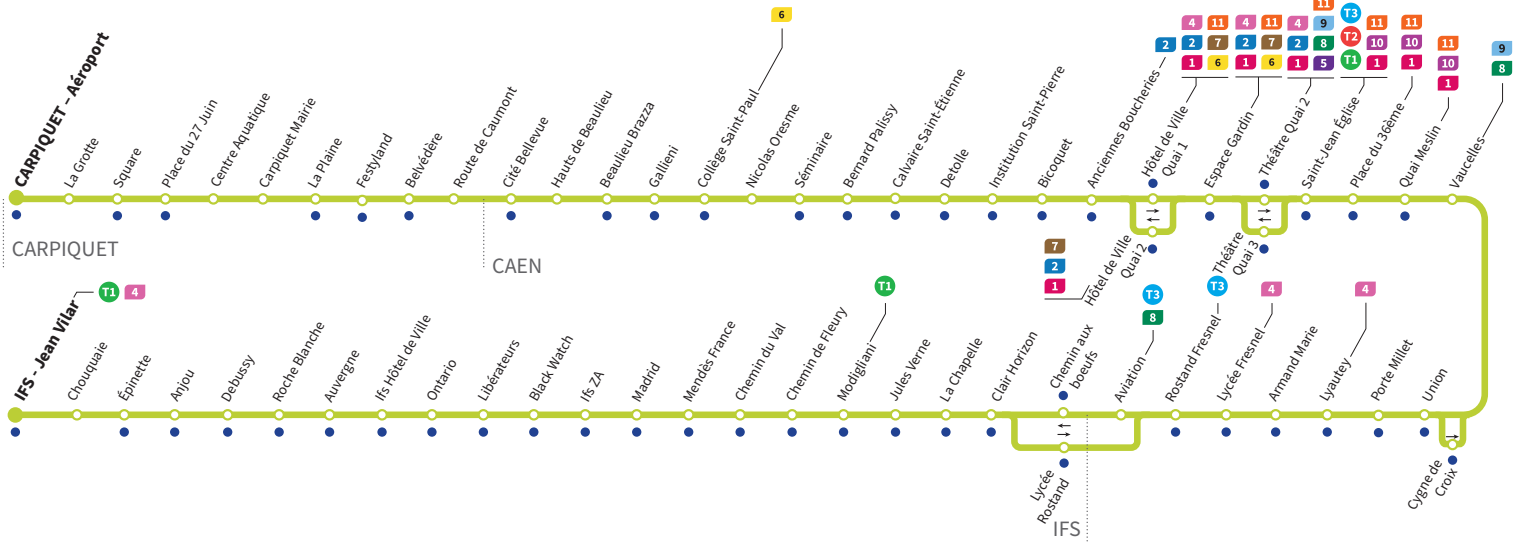 6
11
T3
4
11
4
11
4
9
T2
11
11
11
9
2
2
7
2
7
2
8
10
10
10
8
1
6
1
6
1
5
T1
1
1
1
CARPIQUET – Aéroport
La Grotte
Square
Place du 27 Juin
Centre Aquatique
Carpiquet Mairie
La Plaine
Festyland
Belvédère
Route de Caumont
Cité Bellevue
Hauts de Beaulieu
Beaulieu Brazza
Gallieni
Collège Saint-Paul
Nicolas Oresme
Séminaire
Bernard Palissy
Calvaire Saint-Étienne
Detolle
Institution Saint-Pierre
Bicoquet
Anciennes Boucheries
Hôtel de Ville
Quai 1
Espace Gardin
Théâtre Quai 2
Saint-Jean Église
Place du 36ème
Quai Meslin
Vaucelles
CARPIQUET
CAEN
7
2
1
Hôtel de Ville
Quai 2
Théâtre
Quai 3
T1
4
T1
T3
8
T3
4
4
IFS - Jean Vilar
Chouquaie
Épinette
Anjou
Debussy
Roche Blanche
Auvergne
Ifs Hôtel de Ville
Ontario
Libérateurs
Black Watch
Ifs ZA
Madrid
Mendès France
Chemin du Val
Chemin de Fleury
Modigliani
Jules Verne
La Chapelle
Clair Horizon
Chemin aux
boeufs
Aviation
Rostand Fresnel
Lycée Fresnel
Armand Marie
Lyautey
Porte Millet
Union
Lycée
Rostand
Cygne de
Croix
IFS